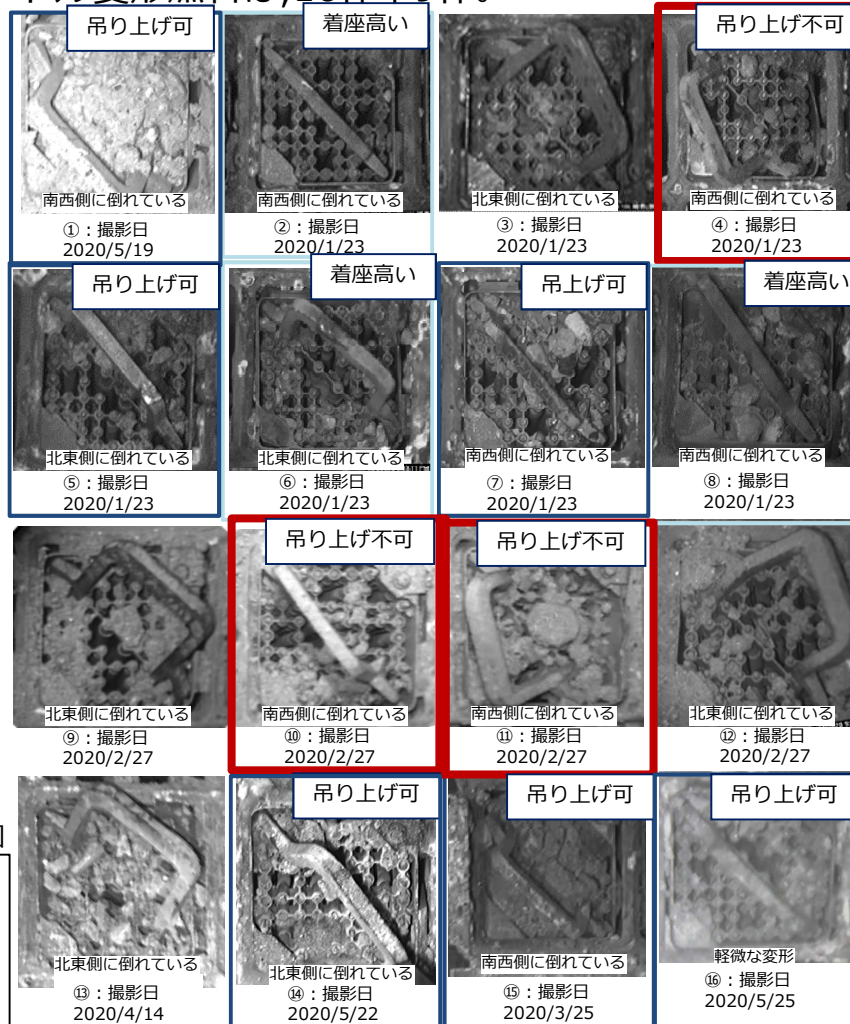 吊り上げ可
着座高い
吊り上げ不可
南西側に倒れている
南西側に倒れている
北東側に倒れている
南西側に倒れている
①：撮影日
2020/5/19
②：撮影日
2020/1/23
③：撮影日
2020/1/23
④：撮影日
2020/1/23
吊り上げ可
着座高い
吊上げ可
着座高い
北東側に倒れている
北東側に倒れている
南西側に倒れている
南西側に倒れている
⑤：撮影日
2020/1/23
⑥：撮影日
2020/1/23
⑦：撮影日
2020/1/23
⑧：撮影日
2020/1/23
吊り上げ不可
吊り上げ不可
北東側に倒れている
南西側に倒れている
南西側に倒れている
北東側に倒れている
⑨：撮影日
2020/2/27
⑩：撮影日
2020/2/27
⑪：撮影日
2020/2/27
⑫：撮影日
2020/2/27
吊り上げ可
吊り上げ可
吊り上げ可
北東側に倒れている
北東側に倒れている
南西側に倒れている
軽微な変形
⑬：撮影日
2020/4/14
⑭：撮影日
2020/5/22
⑮：撮影日
2020/3/25
⑯：撮影日
2020/5/25